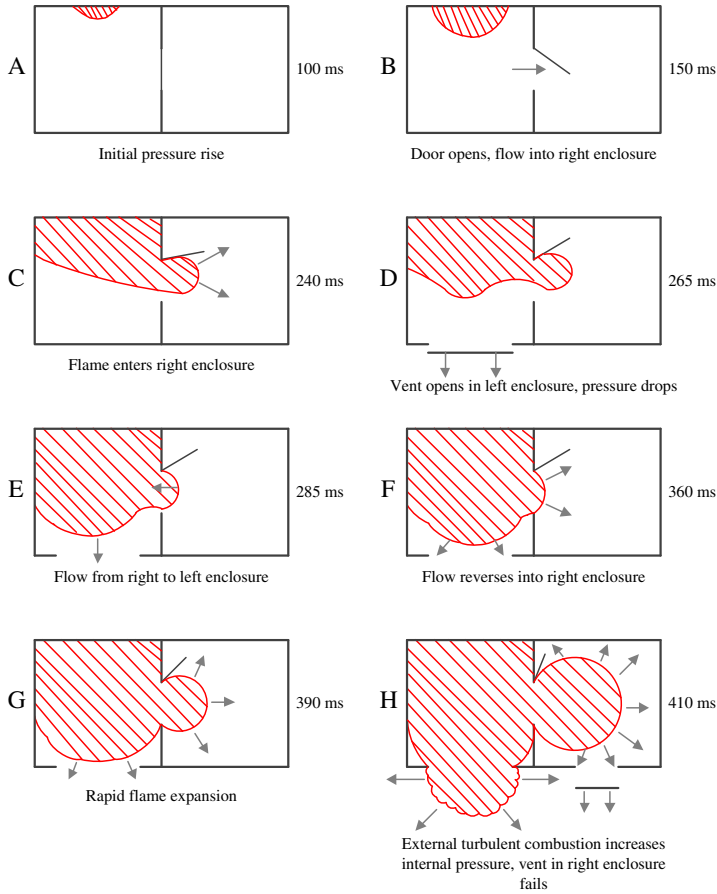 A
100 ms
Initial pressure rise
B
150 ms
Door opens, flow into right enclosure
C
240 ms
Flame enters right enclosure
D
265 ms
Vent opens in left enclosure, pressure drops
E
285 ms
Flow from right to left enclosure
F
360 ms
Flow reverses into right enclosure
G
390 ms
Rapid flame expansion
H
410 ms
External turbulent combustion increases
internal pressure, vent in right enclosure
fails